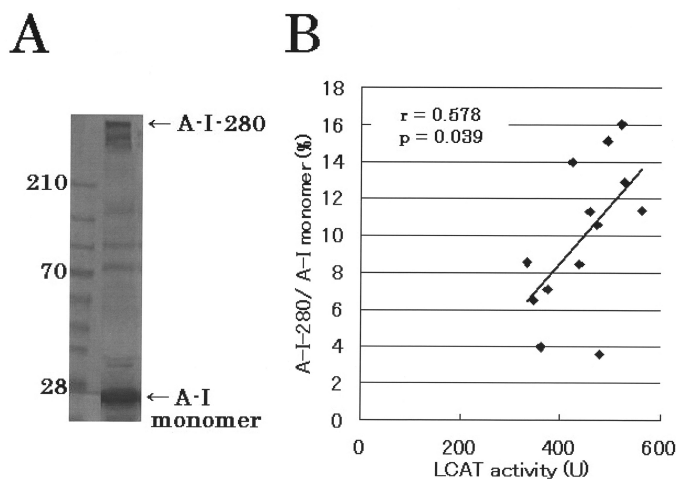 A
← A-I-280
210
70
28
← A-I
monomer
B
A-I-280/ A-I monomer (%)
18
16
14
12
10
8
6
4
2
0
r = 0.578
p = 0.039
0 200 400 600
LCAT activity (U)